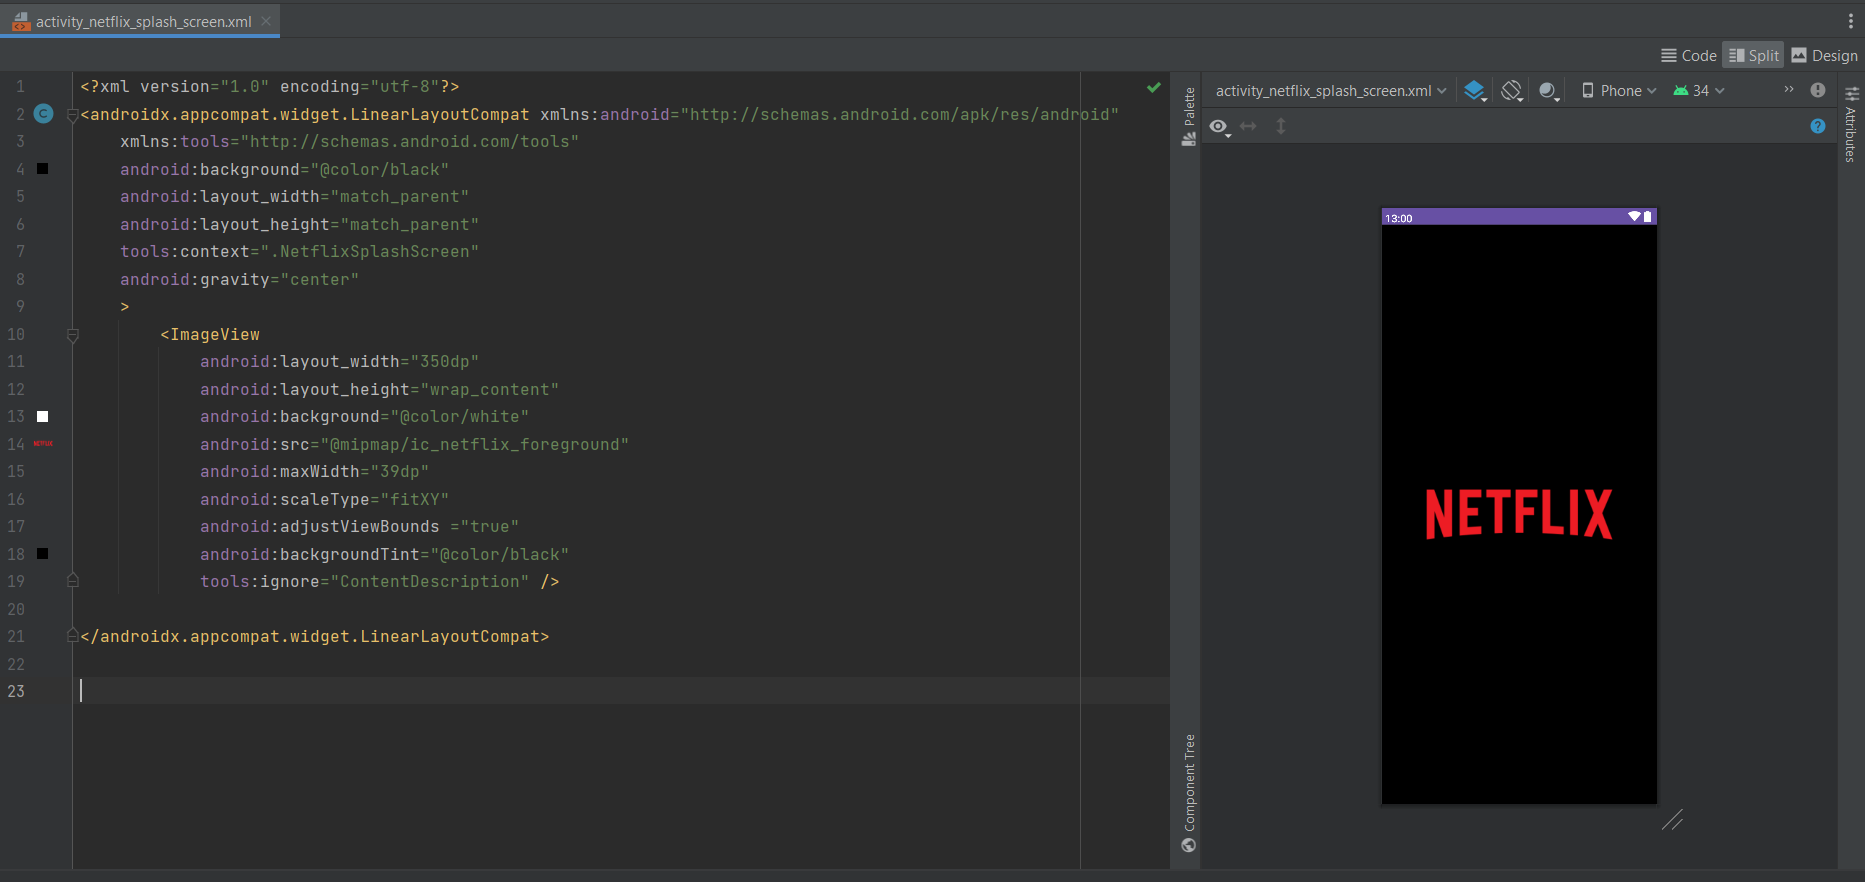 activity_netflix_splash_screen.xml
Code Split Design
1 <?xml version="1.0" encoding="utf-8"?>
2 <androidx.appcompat.widget.LinearLayoutCompat xmlns:android="http://schemas.android.com/apk/res/android"
3 xmlns:tools="http://schemas.android.com/tools"
4 android:background="@color/black"
5 android:layout_width="match_parent"
6 android:layout_height="match_parent"
7 tools:context=".NetflixSplashScreen"
8 android:gravity="center"
9 >
10 <ImageView
11 android:layout_width="350dp"
12 android:layout_height="wrap_content"
13 android:background="@color/white"
14 android:src="@mipmap/ic_netflix_foreground"
15 android:maxWidth="39dp"
16 android:scaleType="fitXY"
17 android:adjustViewBounds ="true"
18 android:backgroundTint="@color/black"
19 tools:ignore="ContentDescription" />
20
21 </androidx.appcompat.widget.LinearLayoutCompat>
22
23
C
NETFLIX
Palette
Component Tree
activity_netflix_splash_screen.xml Phone 34 »
?
13:00
NETFLIX
Attributes